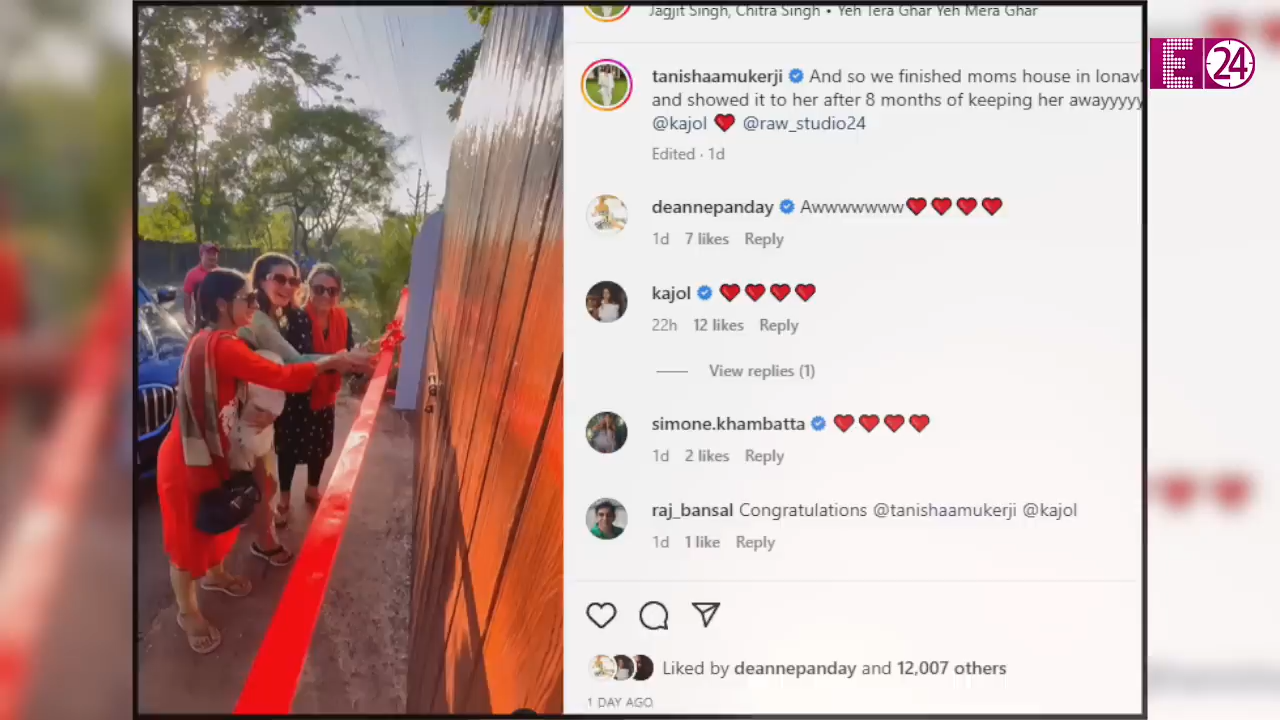 Jagjit Singh, Chitra Singh • Yeh Tera Ghar Yeh Mera Ghar
E24
tanishaamukerji And so we finished moms house in lonavl
and showed it to her after 8 months of keeping her awayyyyy
@kajol ❤️ @raw_studio24
Edited · 1d
deannepanday Awwwwwww❤️❤️❤️❤️
1d 7 likes Reply
kajol ❤️❤️❤️❤️
22h 12 likes Reply
View replies (1)
simone.khambatta ❤️❤️❤️❤️
1d 2 likes Reply
raj_bansal Congratulations @tanishaamukerji @kajol
1d 1 like Reply
Liked by deannepanday and 12,007 others
1 DAY AGO